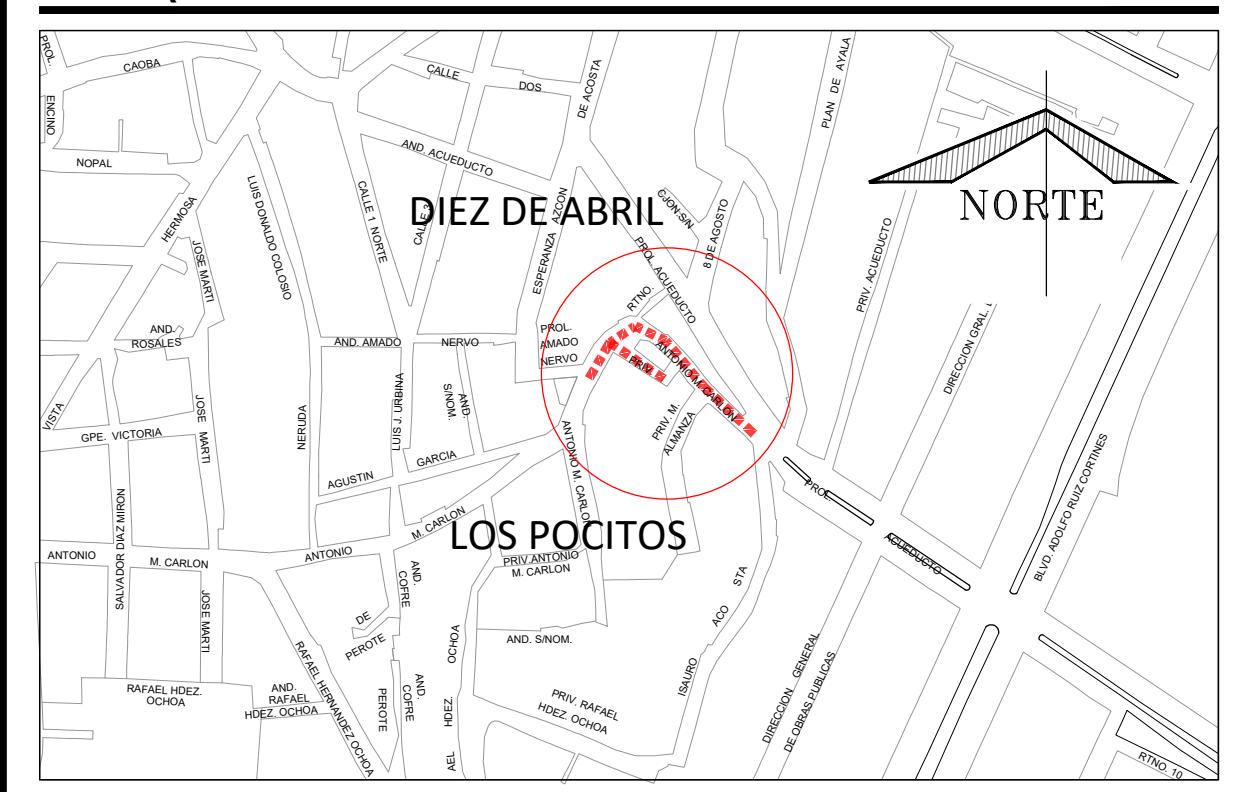 PROL.
CAOBA
CALLE
DOS
DE ACOSTA
PLAN DE AYALA
ENCINO
NOPAL
AND. ACUEDUCTO
NORTE
HERMOSA
LUIS DONALDO COLOSIO
CALLE 1 NORTE
CALLE 3
DIEZ DE ABRIL
ESPERANZA AZCON
CJON S/N
8 DE AGOSTO
PROL. ACUEDUCTO
PRIV. ACUEDUCTO
JOSE MARTI
RTNO.
DIRECCION GRAL.
AND.
ROSALES
AND. AMADO
NERVO
PROL.
AMADO
NERVO
ANTONIO M. CARLON
PRIV.
VISTA
GPE. VICTORIA
JOSE MARTI
NERUDA
LUIS J. URBINA
AND.
S/NOM.
PRIV. M.
ALMANZA
GARCIA
AGUSTIN
ANTONIO M. CARLON
PROL.
ACUEDUCTO
BLVD. ADOLFO RUIZ CORTINES
SALVADOR DIAZ MIRON
M. CARLON
LOS POCITOS
ANTONIO
M. CARLON
ANTONIO
PRIV.ANTONIO
M. CARLON
JOSE MARTI
AND.
COFRE
DE
PEROTE
ISAURO
ACO
STA
OCHOA
AND. S/NOM.
RAFAEL HERNANDEZ OCHOA
RAFAEL HDEZ.
OCHOA
AND.
RAFAEL
HDEZ. OCHOA
PEROTE
AND.
COFRE
HDEZ.
AEL
PRIV. RAFAEL
HDEZ. OCHOA
DIRECCION GENERAL
DE OBRAS PUBLICAS
RTNO. 10